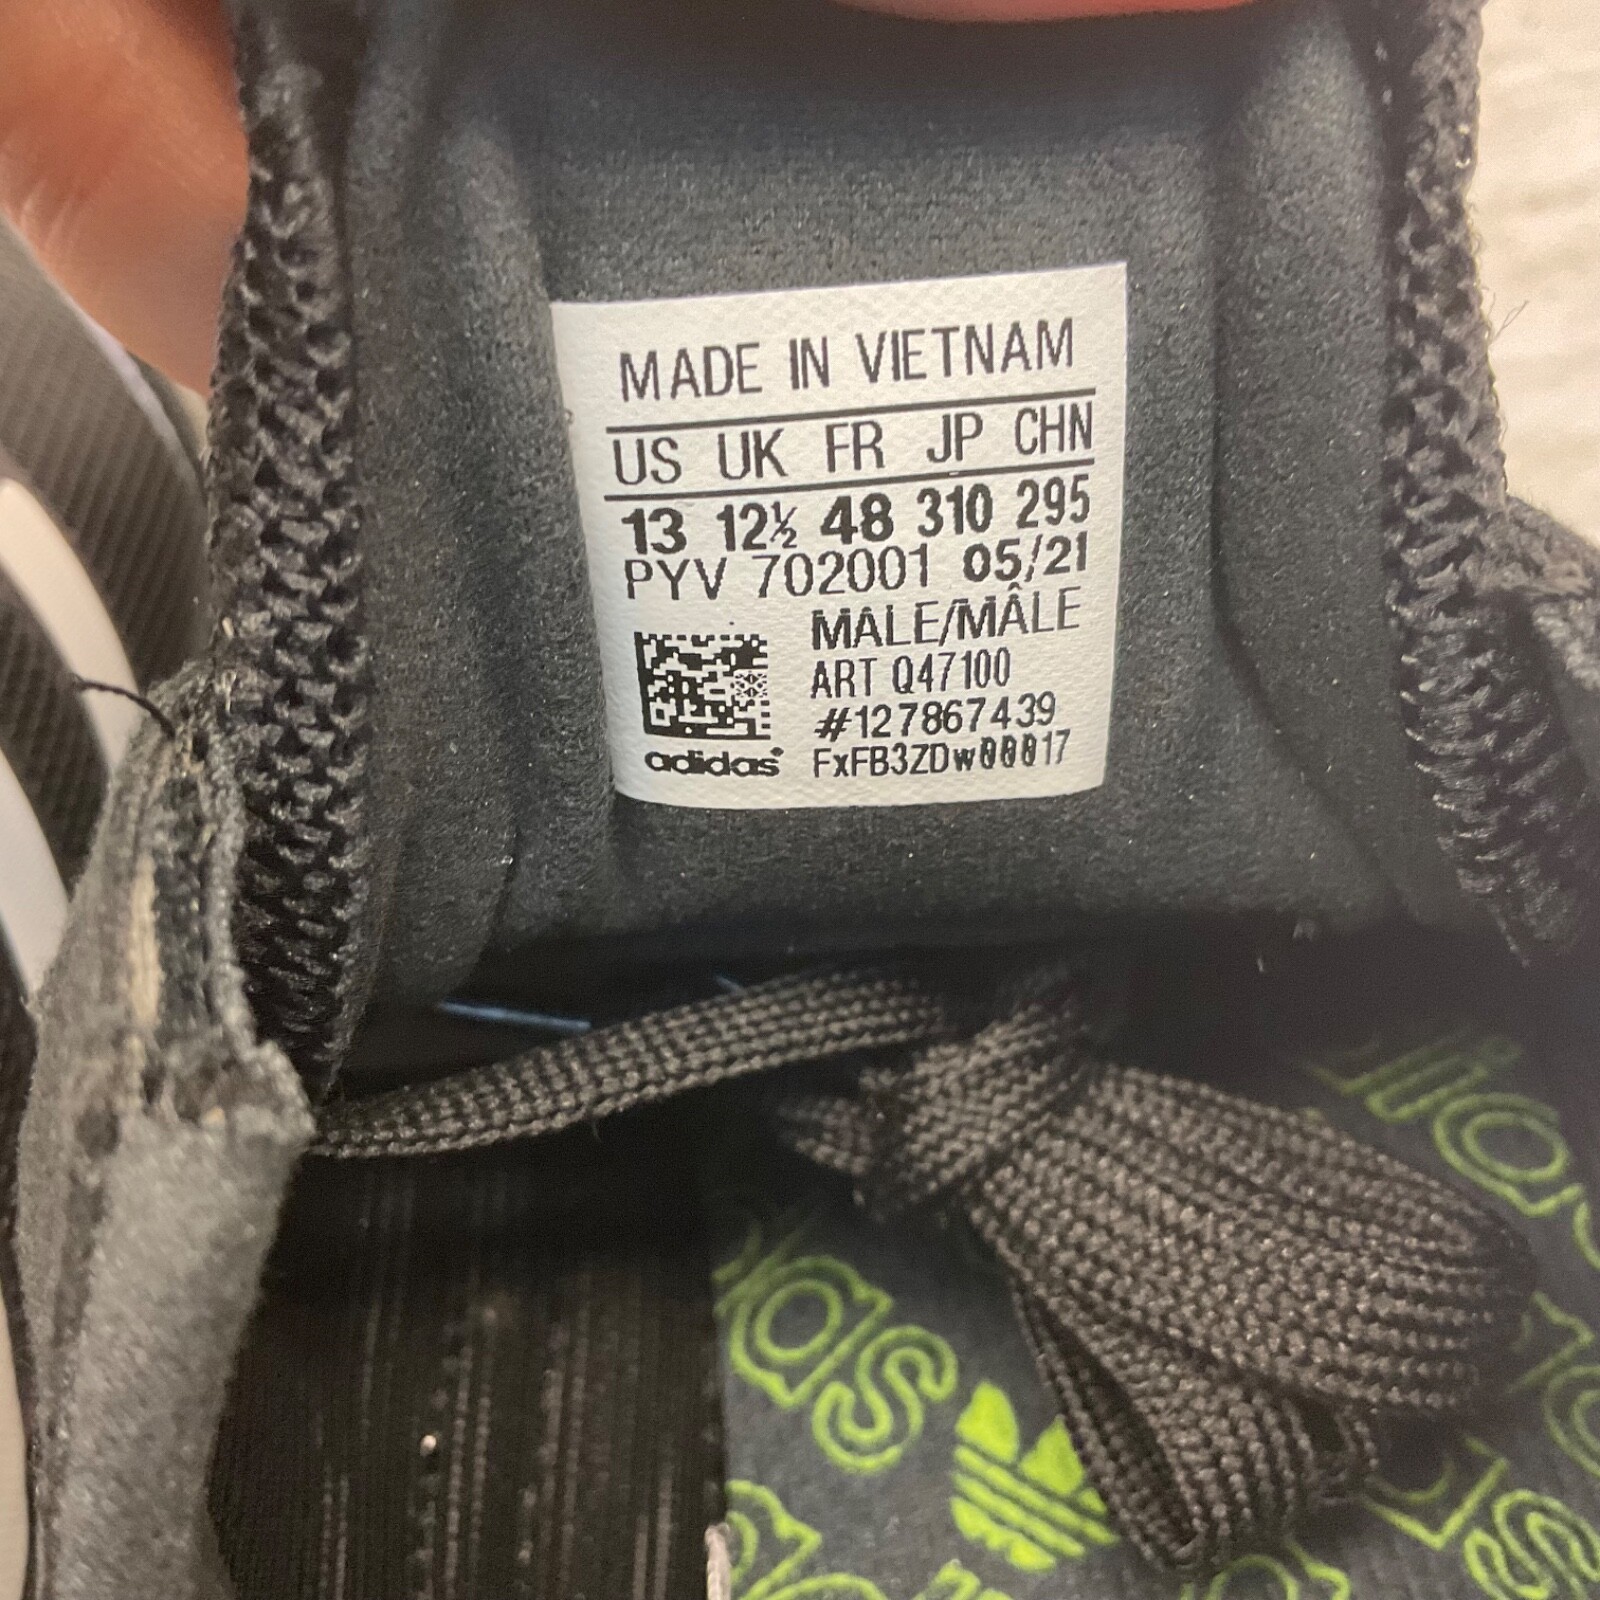 MADE IN VIETNAM
US UK FR JP CHN
13 12½ 48 310 295
PYV 702001 05/21
MALE/MÂLE
ART Q47100
#127867439
adidas® FxFB3ZDw00017